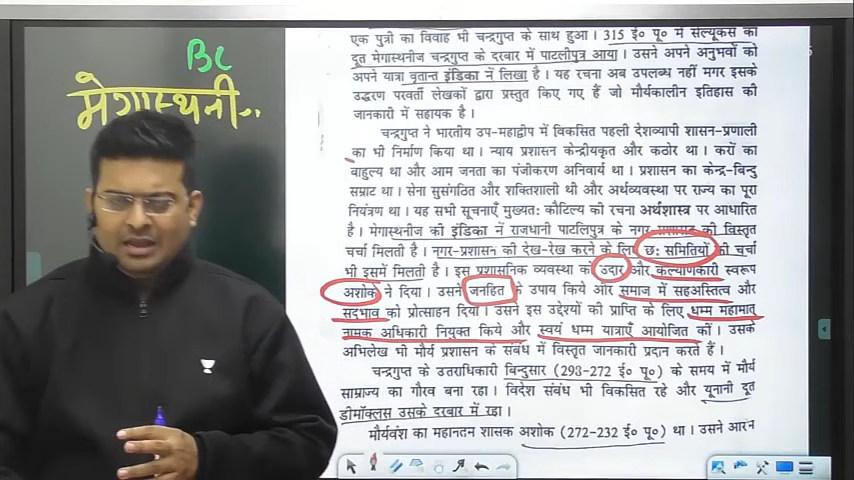 BC
मेगास्थनी..
एक पुत्री का विवाह भी चन्द्रगुप्त के साथ हुआ। 315 ई० पू० में सेल्यूकस का
दूत मेगास्थनीज चन्द्रगुप्त के दरबार में पाटलीपुत्र आया। उसने अपने अनुभवों को
अपने यात्रा वृतान्त इंडिका नें लिखा है। यह रचना अब उपलब्ध नहीं मगर इसके
उद्धरण परवर्ती लेखकों द्वारा प्रस्तुत किए गए हैं जो मौर्यकालीन इतिहास की
जानकारी में सहायक है।
चन्द्रगुप्त ने भारतीय उप-महाद्वीप में विकसित पहली देशव्यापी शासन-प्रणाली
का भी निर्माण किया था। न्याय प्रशासन केन्द्रीयकृत और कठोर था। करों का
बाहुल्य था और आम जनता का पंजीकरण अनिवार्य था। प्रशासन का केन्द्र-बिन्दु
सम्राट था। सेना सुसंगठित और शक्तिशाली थी और अर्थव्यवस्था पर राज्य का पूरा
नियंत्रण था। यह सभी सूचनाएँ मुख्यतः कौटिल्य की रचना अर्थशास्त्र पर आधारित
है। मेगास्थनीज की इंडिका नें राजधानी पाटलिपुत्र के नगर-प्रशासन की विस्तृत
चर्चा मिलती है। नगर-प्रशासन की देख-रेख करने के लिए छः समितियों की चर्चा
भी इसमें मिलती है। इस प्रशासनिक व्यवस्था को उदार और कल्याणकारी स्वरूप
अशोक ने दिया। उसने जनहित के उपाय किये और समाज में सहअस्तित्व और
सदभाव को प्रोत्साहन दिया। उसने इस उद्देश्यों की प्राप्ति के लिए धम्म महामात्
नामक अधिकारी नियुक्त किये और स्वयं धम्म यात्राएँ आयोजित कीं। उसके
अभिलेख भी मौर्य प्रशासन के संबंध में विस्तृत जानकारी प्रदान करते हैं।
चन्द्रगुप्त के उतराधिकारी बिन्दुसार (293-272 ई० पू०) के समय में मौर्य
साम्राज्य का गौरव बना रहा। विदेश संबंध भी विकसित रहे और यूनानी दूत
डीमॉक्लस उसके दरबार में रहा।
मौर्यवंश का महानतन शासक अशोक (272-232 ई० पू०) था। उसने आरन